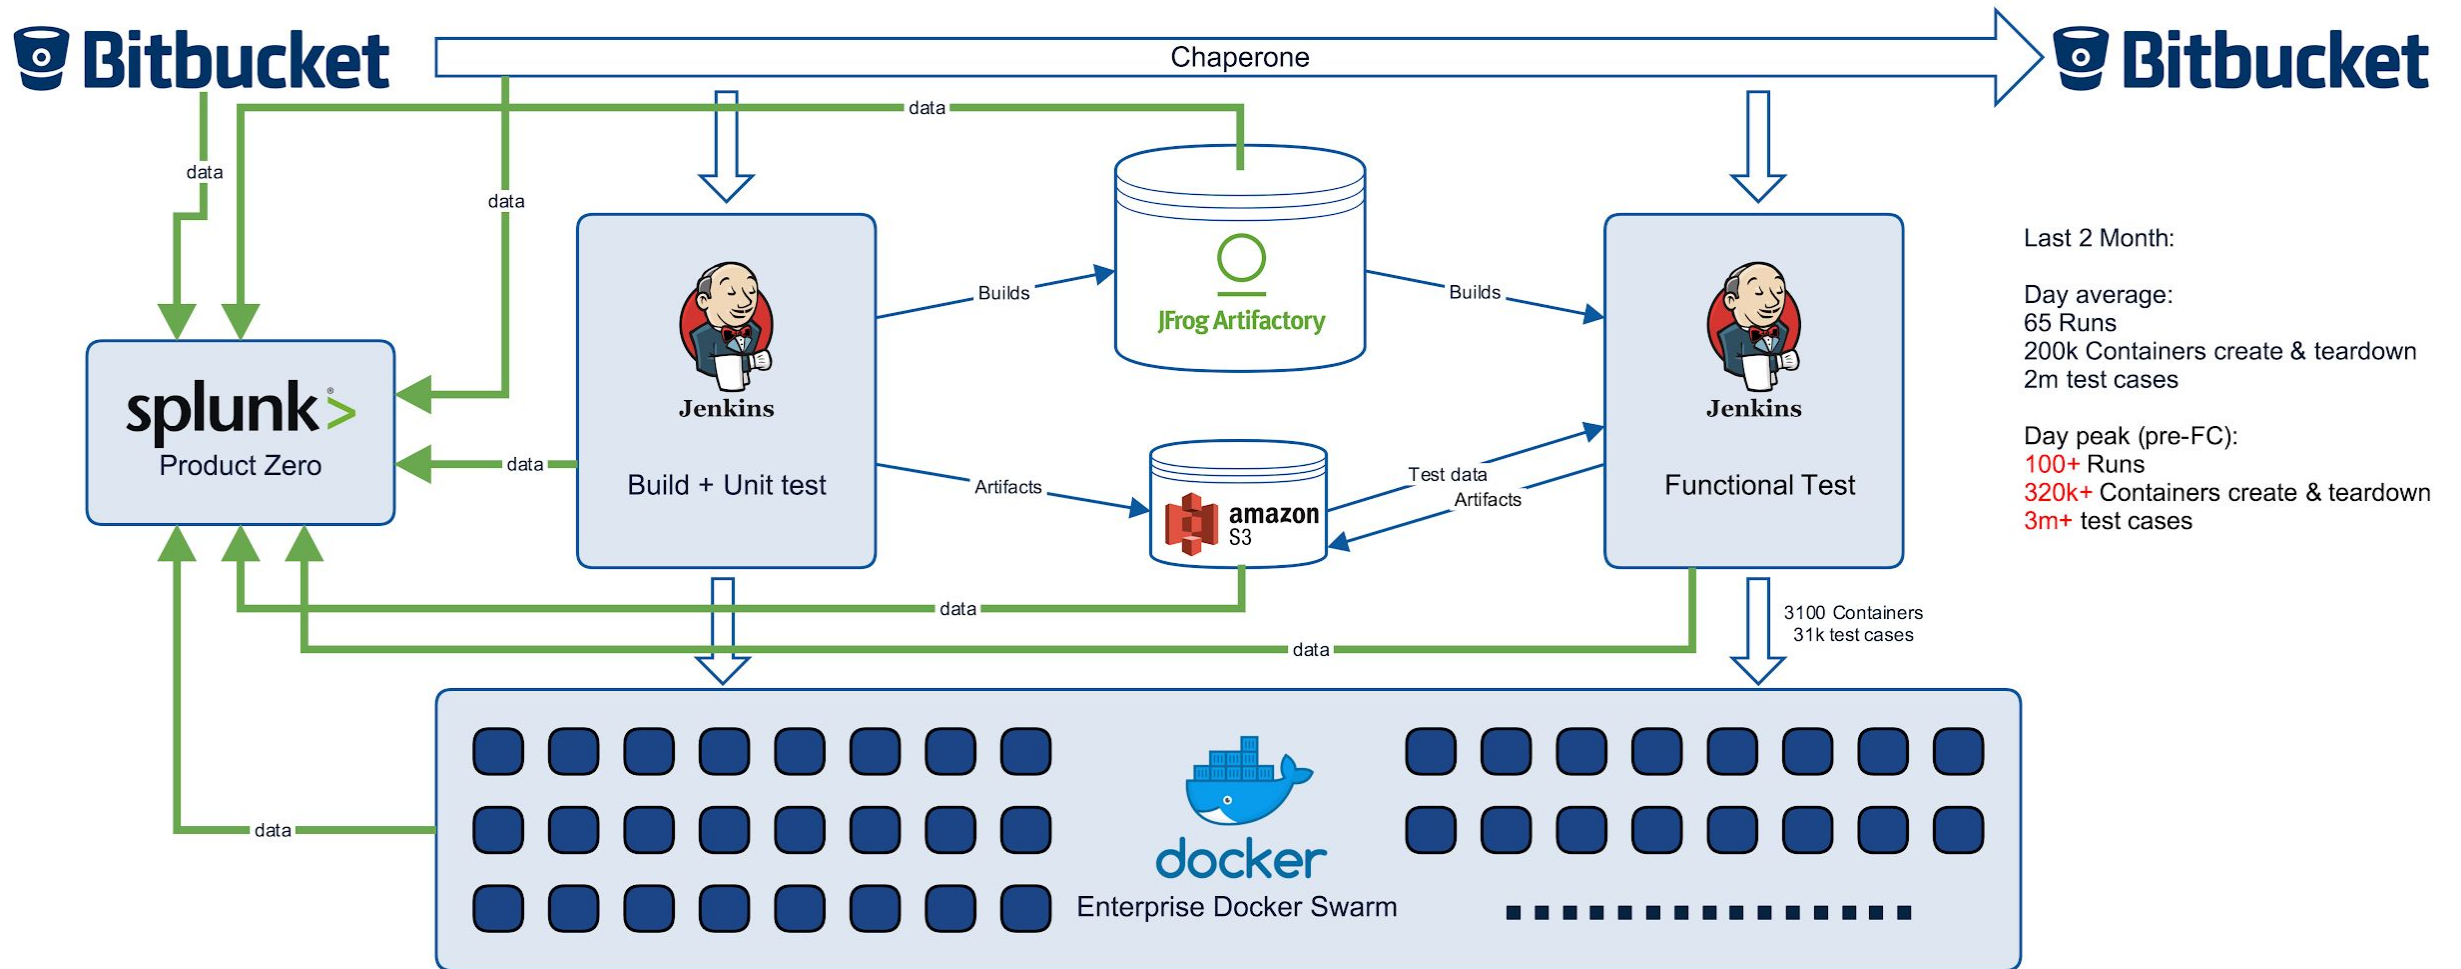 Bitbucket
Chaperone
Bitbucket
data
data
data
Jenkins
Build + Unit test
Builds
JFrog Artifactory
Builds
Jenkins
Functional Test
splunk>®
Product Zero
data
Artifacts
amazon
S3
Test data
Artifacts
Last 2 Month:
Day average:
65 Runs
200k Containers create & teardown
2m test cases
Day peak (pre-FC):
100+ Runs
320k+ Containers create & teardown
3m+ test cases
data
data
3100 Containers
31k test cases
data
docker
Enterprise Docker Swarm